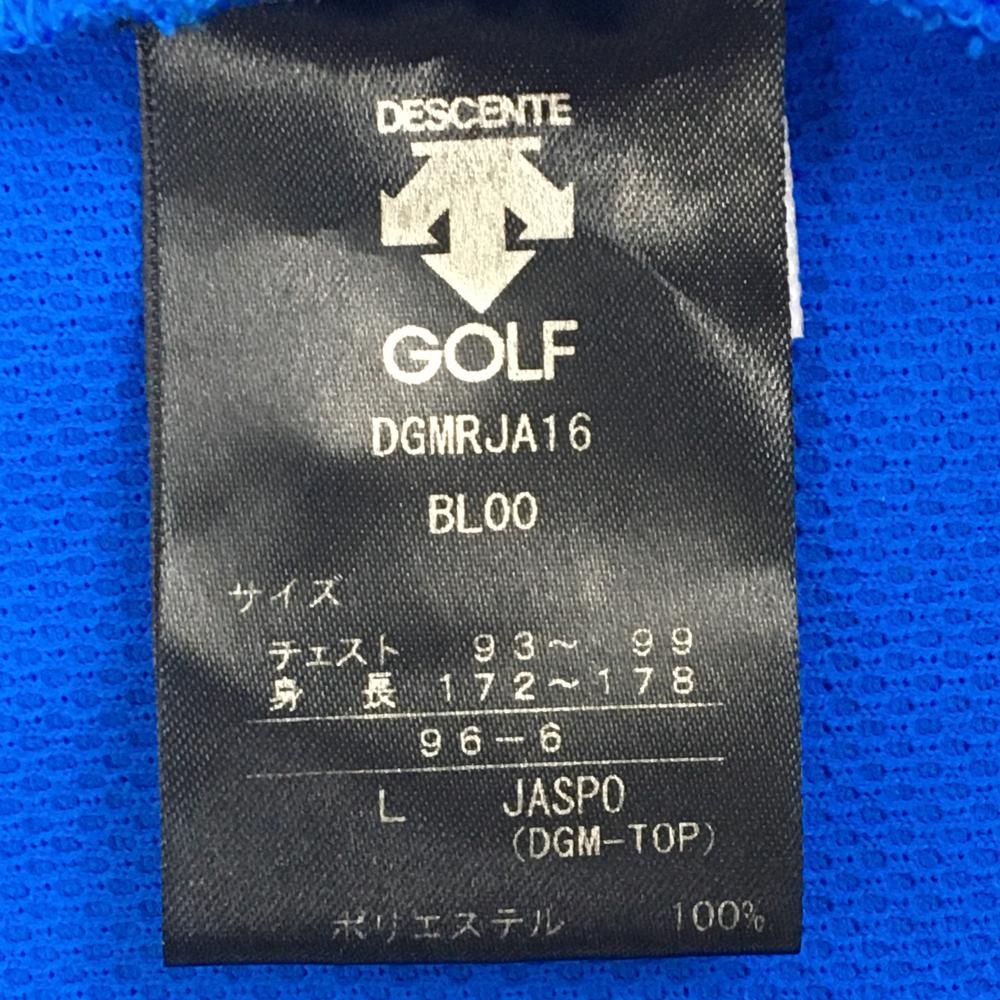 DESCENTE
GOLF
DGMRJA16
BL00
サイズ
チェスト 93〜 99
身 長 172〜178
96-6
L JASPO
(DGM-TOP)
ポリエステル 100%